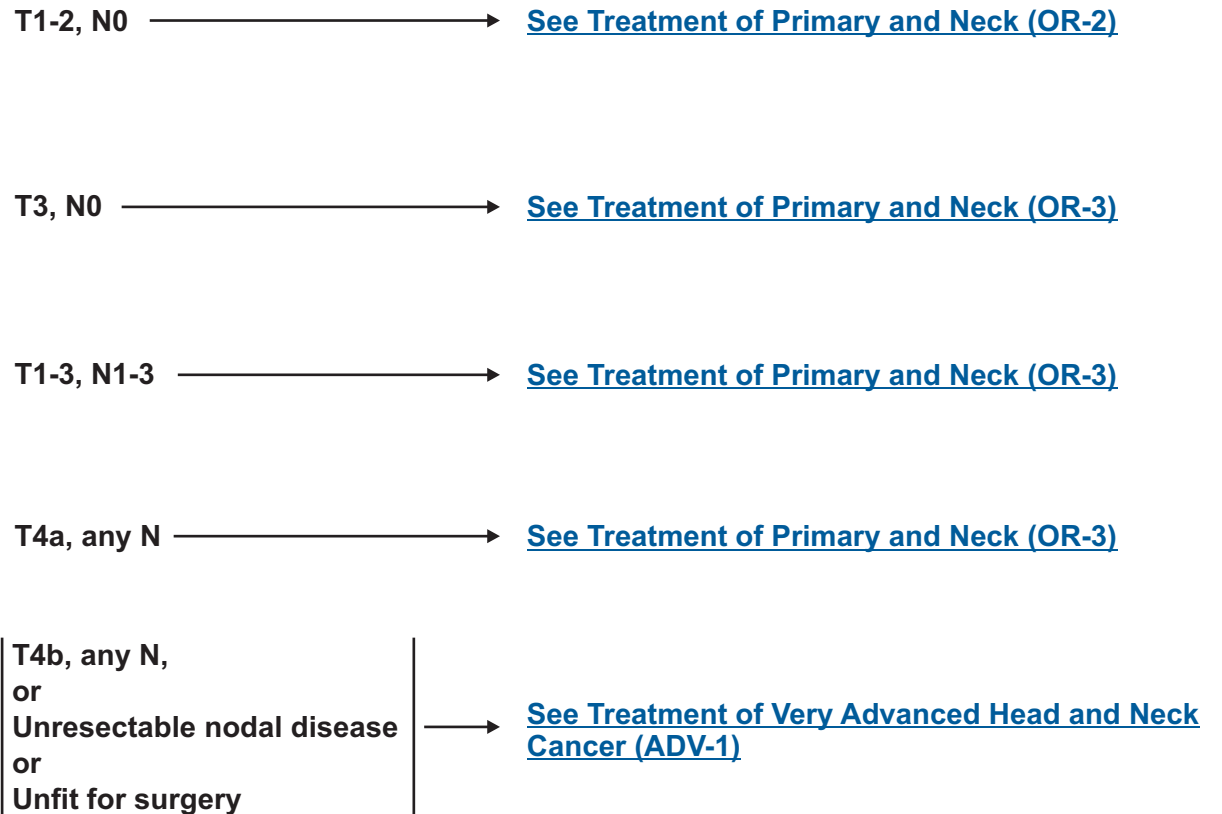 T1-2, N0
See Treatment of Primary and Neck (OR-2)
T3, N0
See Treatment of Primary and Neck (OR-3)
T1-3, N1-3
See Treatment of Primary and Neck (OR-3)
T4a, any N
See Treatment of Primary and Neck (OR-3)
T4b, any N,
or
Unresectable nodal disease
or
Unfit for surgery
See Treatment of Very Advanced Head and Neck
Cancer (ADV-1)